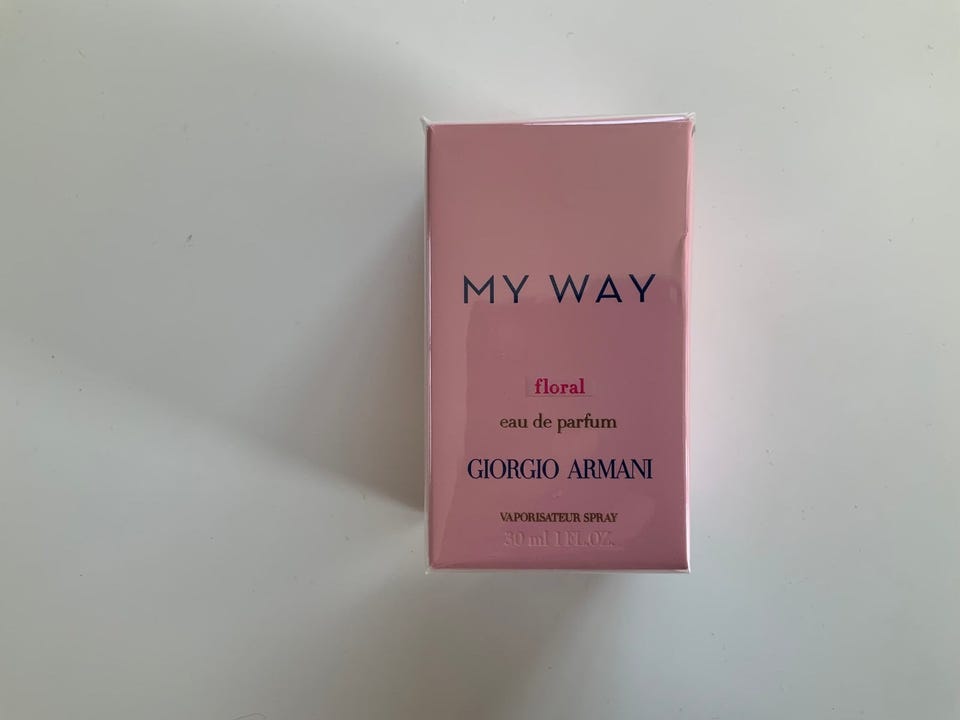 MY WAY
floral
eau de parfum
GIORGIO ARMANI
VAPORISATEUR SPRAY
30 ml 1 FL.OZ.